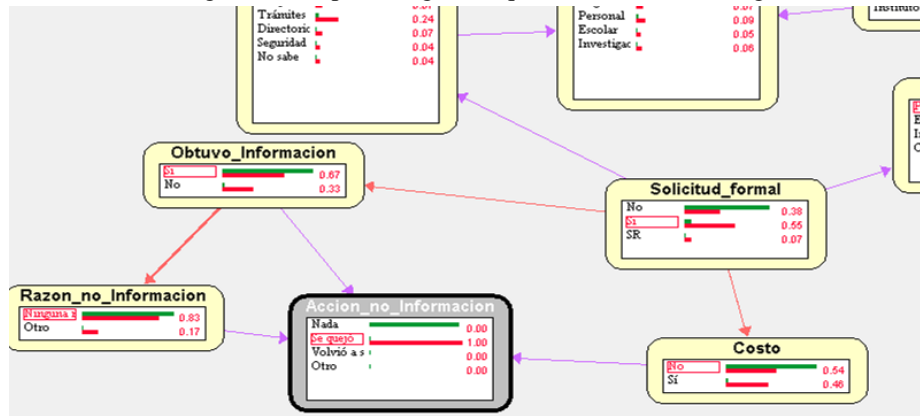 Trámites 0.24
Directoric 0.07
Seguridad 0.04
No sabe 0.04
Personal 0.09
Escolar 0.05
Investigac 0.06
Obtuvo_Informacion
Sí 0.67
No 0.33
Solicitud_formal
No 0.38
Sí 0.55
SR 0.07
Razon_no_Informacion
Ninguna r 0.83
Otro 0.17
Accion_no_Informacion
Nada 0.00
Se quejó 1.00
Volvió a s 0.00
Otro 0.00
Costo
No 0.54
Sí 0.46